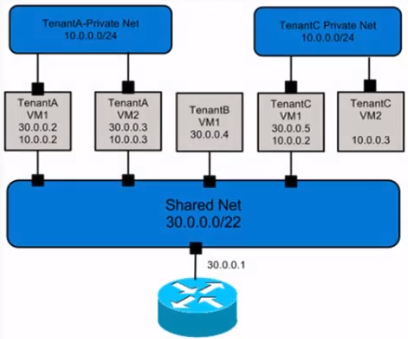 TenantA-Private Net
10.0.0.0/24
TenantC Private Net
10.0.0.0/24
TenantA
VM1
30.0.0.2
10.0.0.2
TenantA
VM2
30.0.0.3
10.0.0.3
TenantB
VM1
30.0.0.4
TenantC
VM1
30.0.0.5
10.0.0.2
TenantC
VM2
10.0.0.3
Shared Net
30.0.0.0/22
30.0.0.1